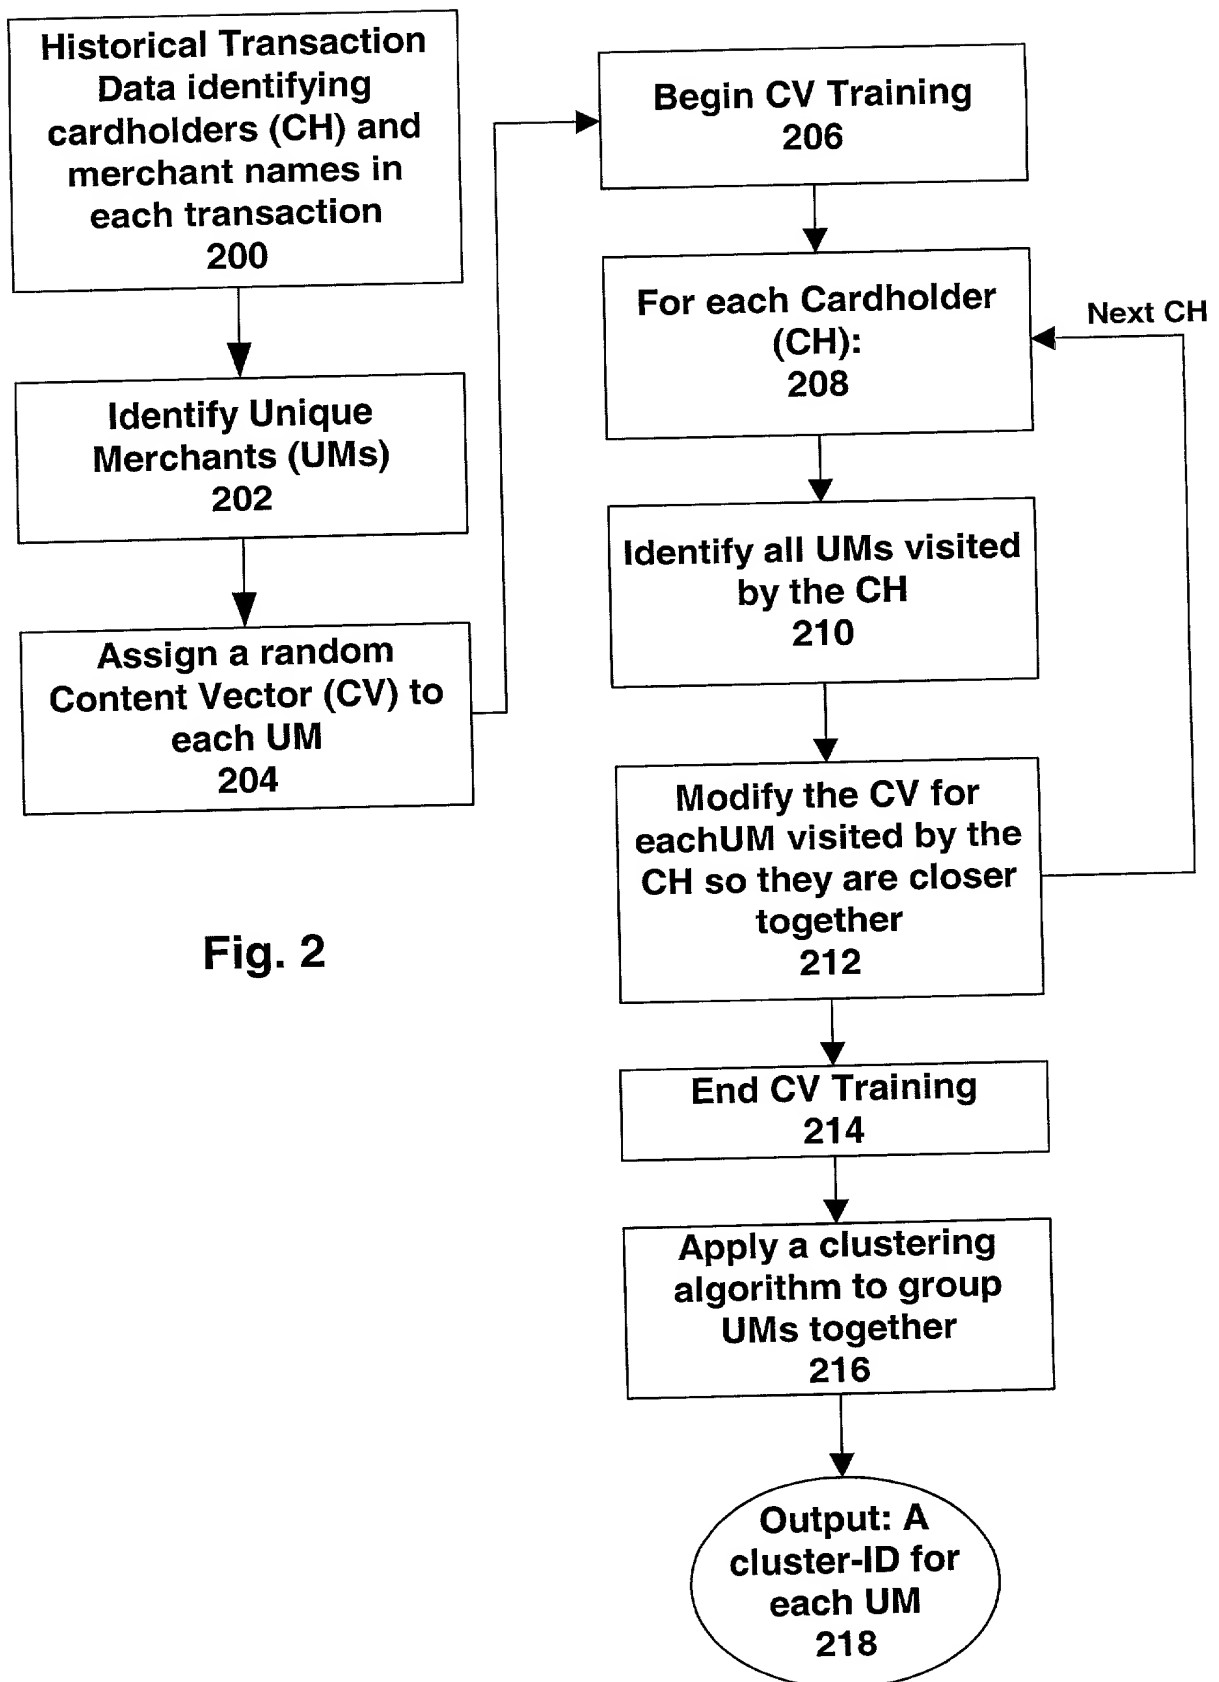 Historical Transaction
Data identifying
cardholders (CH) and
merchant names in
each transaction
200
Identify Unique
Merchants (UMs)
202
Assign a random
Content Vector (CV) to
each UM
204
Fig. 2
Begin CV Training
206
For each Cardholder
(CH):
208
Next CH
Identify all UMs visited
by the CH
210
Modify the CV for
eachUM visited by the
CH so they are closer
together
212
End CV Training
214
Apply a clustering
algorithm to group
UMs together
216
Output: A
cluster-ID for
each UM
218